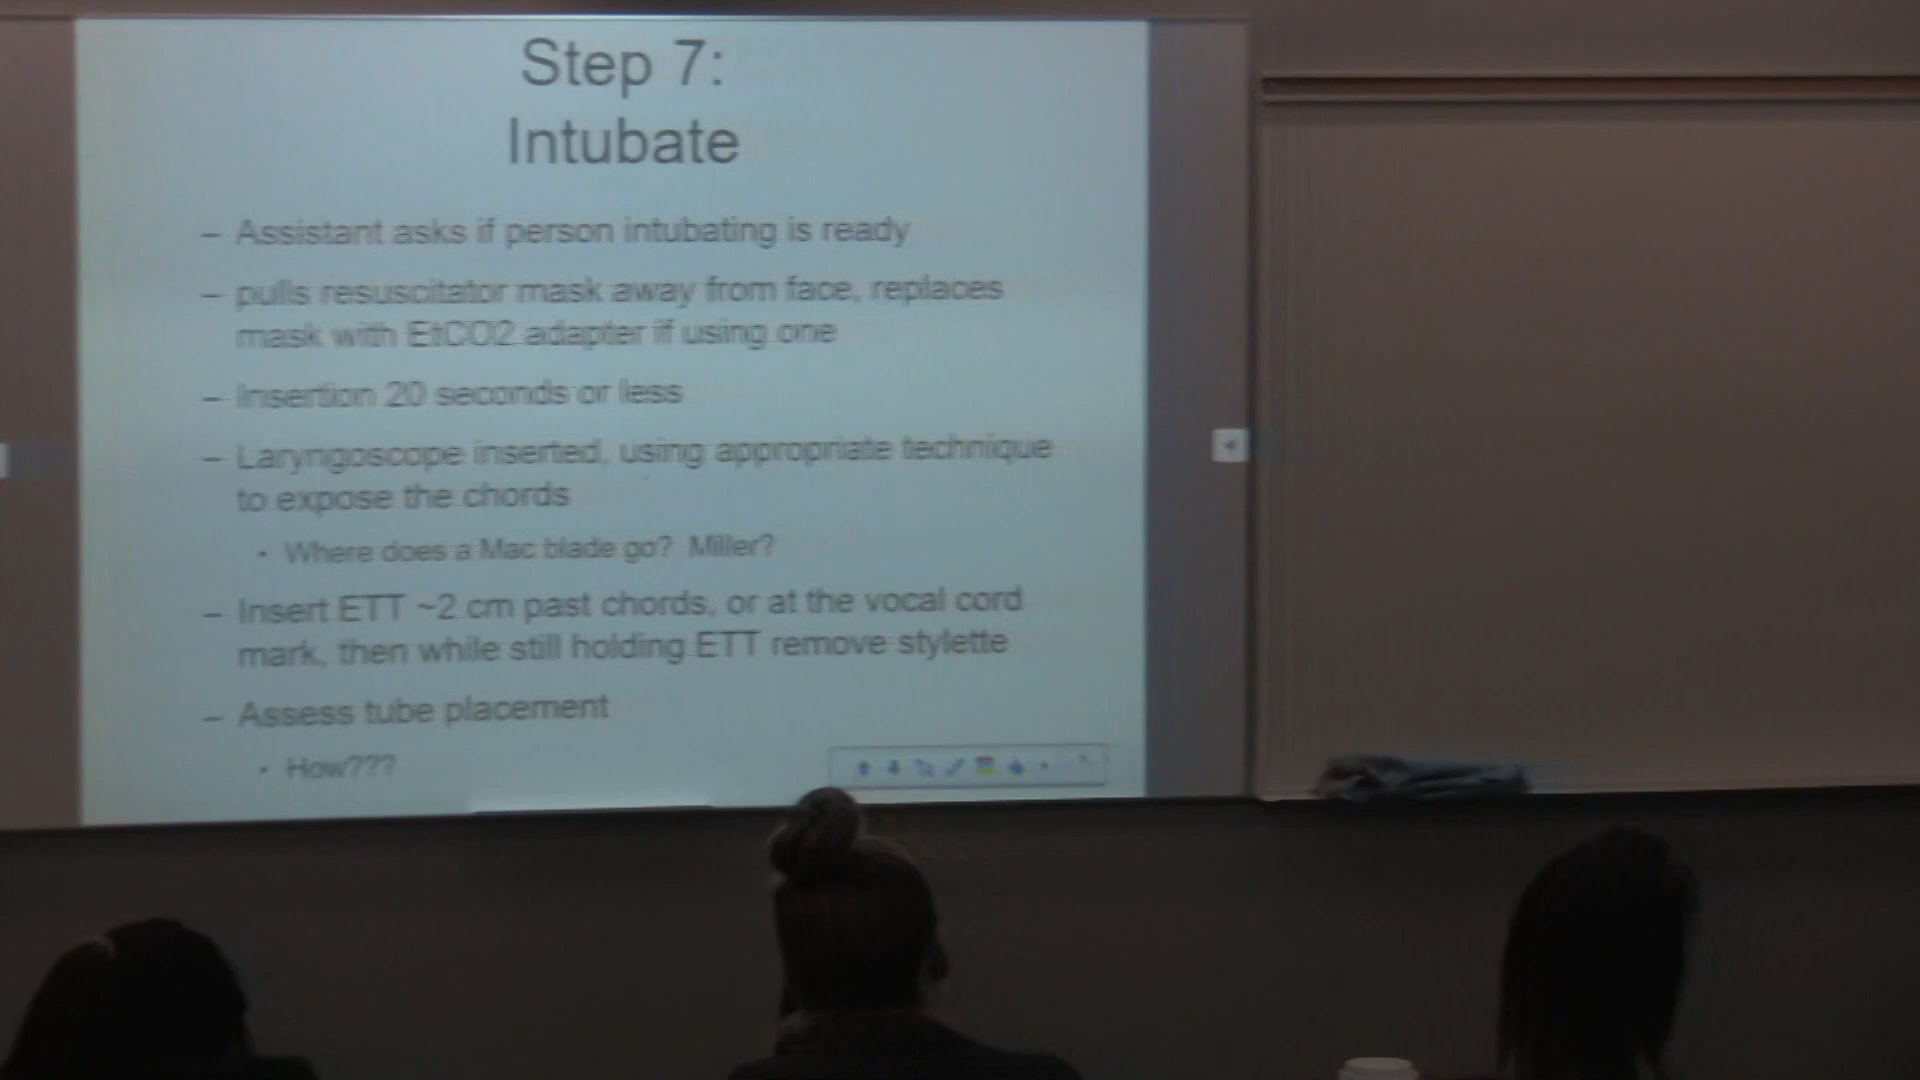 Step 7:
Intubate
– Assistant asks if person intubating is ready
– pulls resuscitator mask away from face, replaces
mask with EtCO2 adapter if using one
– Insertion 20 seconds or less
– Laryngoscope inserted, using appropriate technique
to expose the chords
• Where does a Mac blade go? Miller?
– Insert ETT ~2 cm past chords, or at the vocal cord
mark, then while still holding ETT remove stylette
– Assess tube placement
• How???